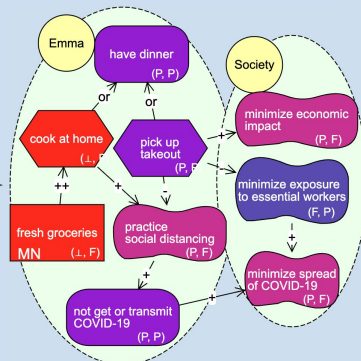 Emma
have dinner
(P, P)
Society
or
or
minimize economic
impact
(P, F)
cook at home
(⊥, F
pick up
takeout
(P, P
+
-
minimize exposure
to essential workers
(F, P)
++
+
-
fresh groceries
MN
(⊥, F)
practice
social distancing
(P, F)
+
+
minimize spread
of COVID-19
(P, F)
not get or transmit
COVID-19
(P, P)
+